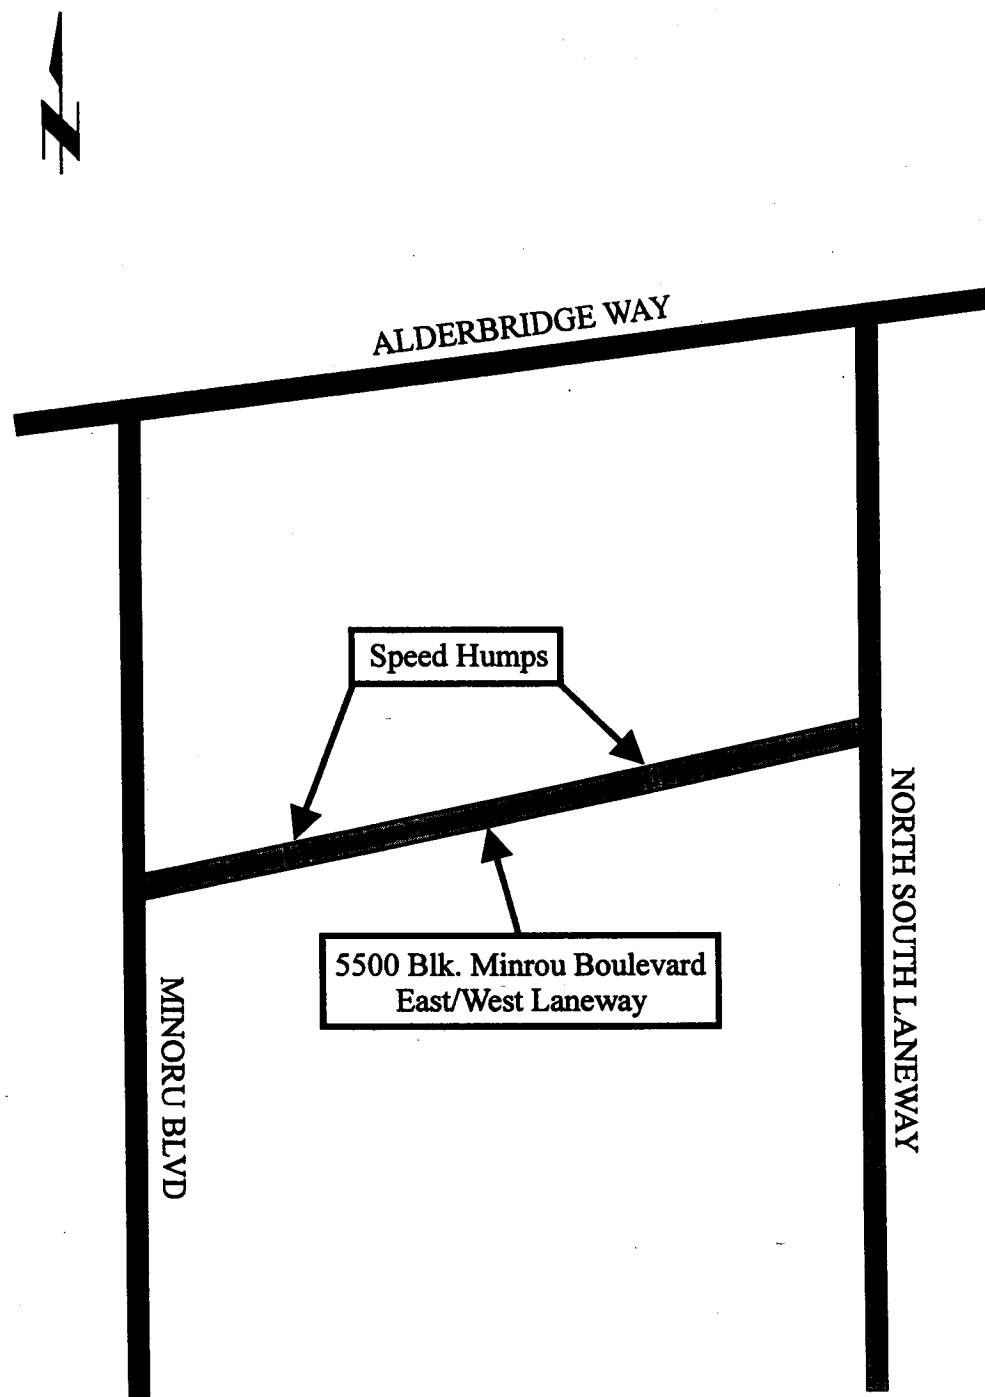 N
ALDERBRIDGE WAY
Speed Humps
5500 Blk. Minrou Boulevard
East/West Laneway
MINORU BLVD
NORTH SOUTH LANEWAY